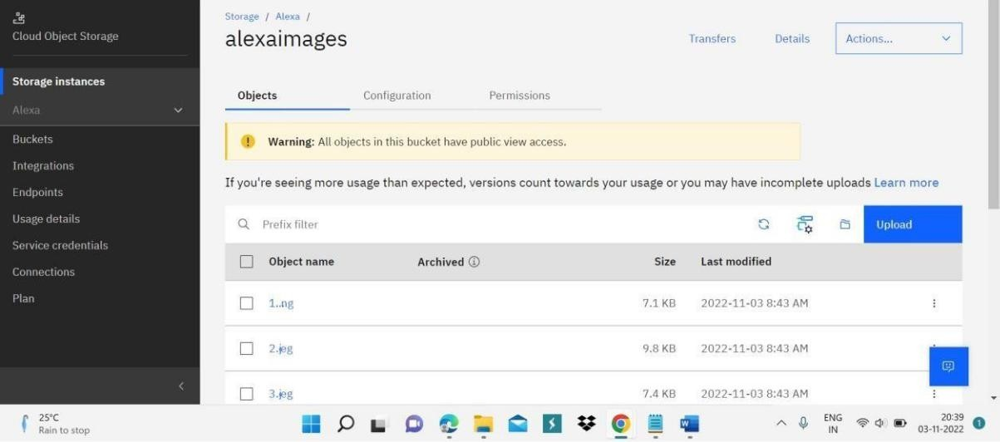 Cloud Object Storage
Storage instances
Alexa
Buckets
Integrations
Endpoints
Usage details
Service credentials
Connections
Plan
Storage / Alexa /
alexaimages
Transfers Details Actions...
Objects Configuration Permissions
Warning: All objects in this bucket have public view access.
If you're seeing more usage than expected, versions count towards your usage or you may have incomplete uploads Learn more
Prefix filter Upload
Object name Archived Size Last modified
1..ng 7.1 KB 2022-11-03 8:43 AM
2.jeg 9.8 KB 2022-11-03 8:43 AM
3.jeg 7.4 KB 2022-11-03 8:43 AM
25°C
Rain to stop
ENG
IN
20:39
03-11-2022
1